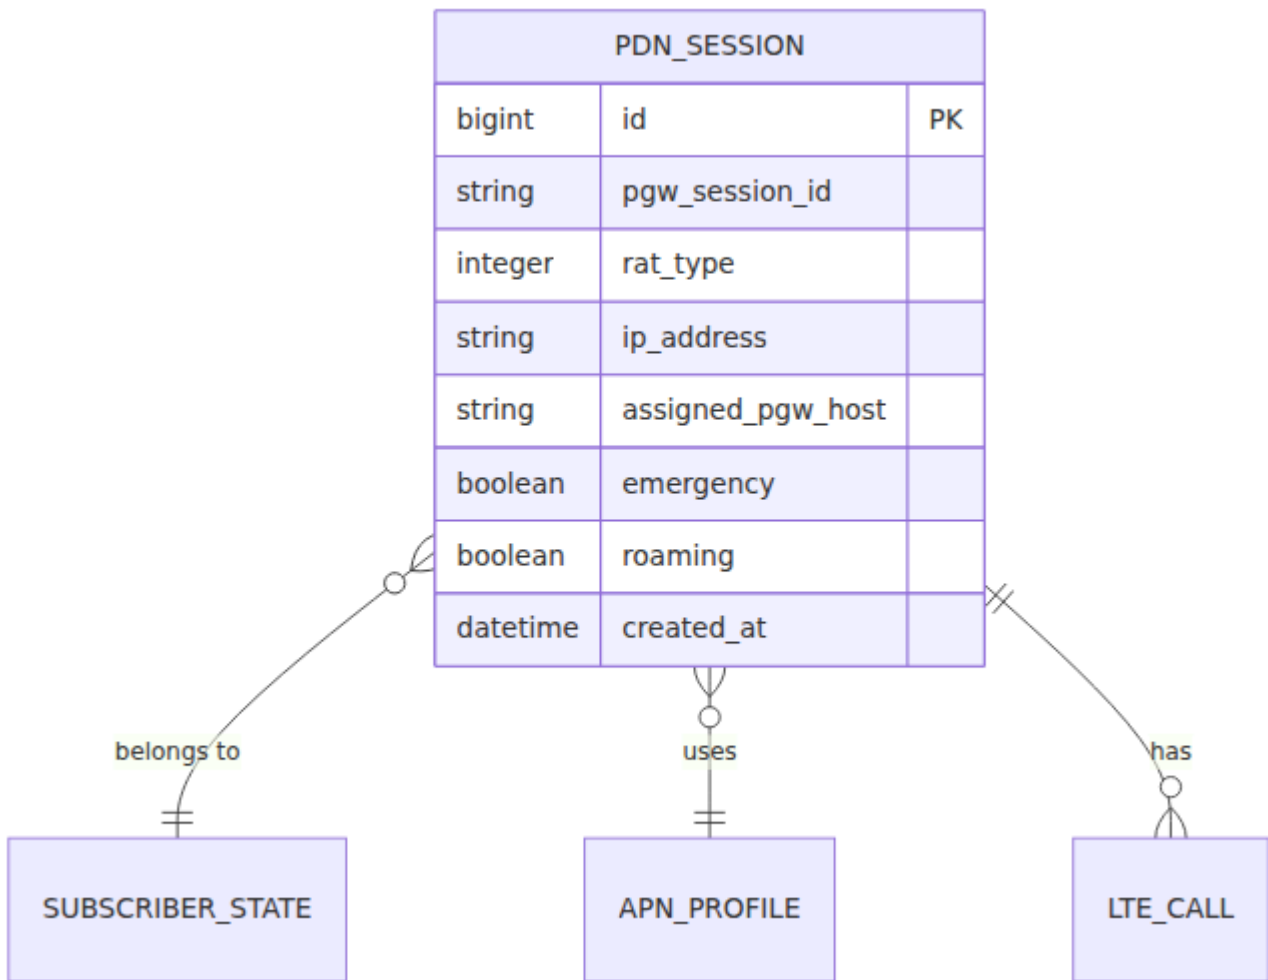 PDN_SESSION
bigint id PK
string pgw_session_id
integer rat_type
string ip_address
string assigned_pgw_host
boolean emergency
boolean roaming
datetime created_at
belongs to uses has
SUBSCRIBER_STATE APN_PROFILE LTE_CALL